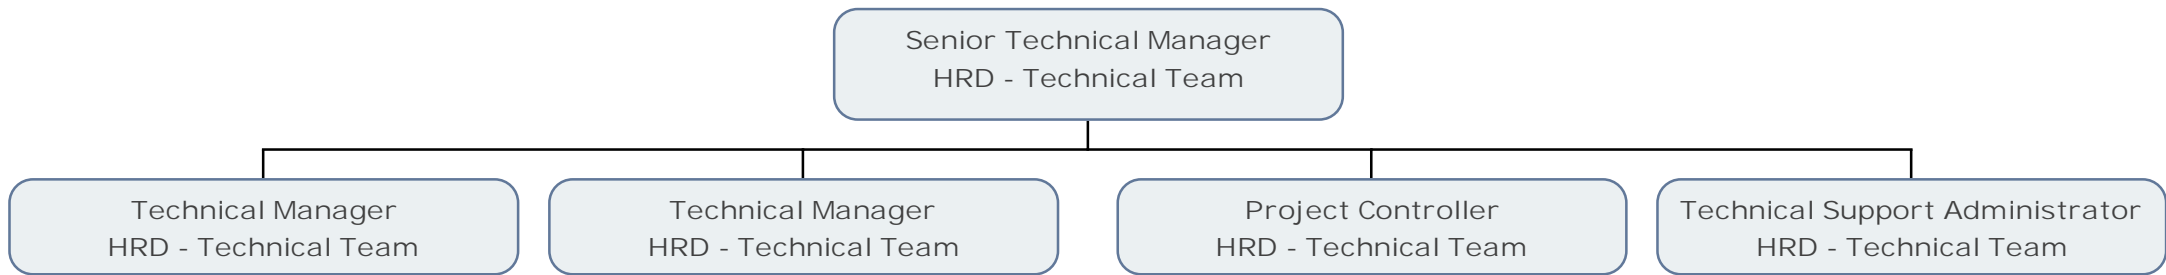 Senior Technical Manager
HRD - Technical Team
Technical Manager
HRD - Technical Team
Technical Manager
HRD - Technical Team
Project Controller
HRD - Technical Team
Technical Support Administrator
HRD - Technical Team